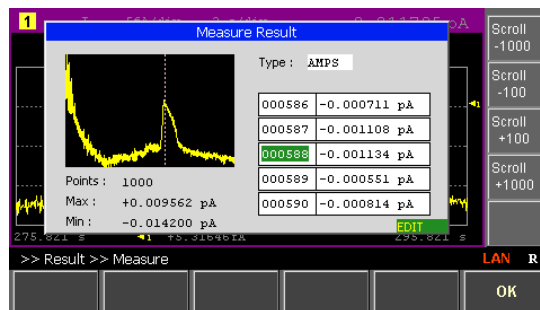 1
Measure Result
Scroll
-1000
Scroll
-100
Scroll
+100
Scroll
+1000
Type : AMPS
000586 -0.000711 pA
000587 -0.001108 pA
000588 -0.001134 pA
000589 -0.000551 pA
000590 -0.000814 pA
Points : 1000
Max : +0.009562 pA
Min : -0.014200 pA
EDIT
275.821 s
295.821 s
>> Result >> Measure
LAN R
OK